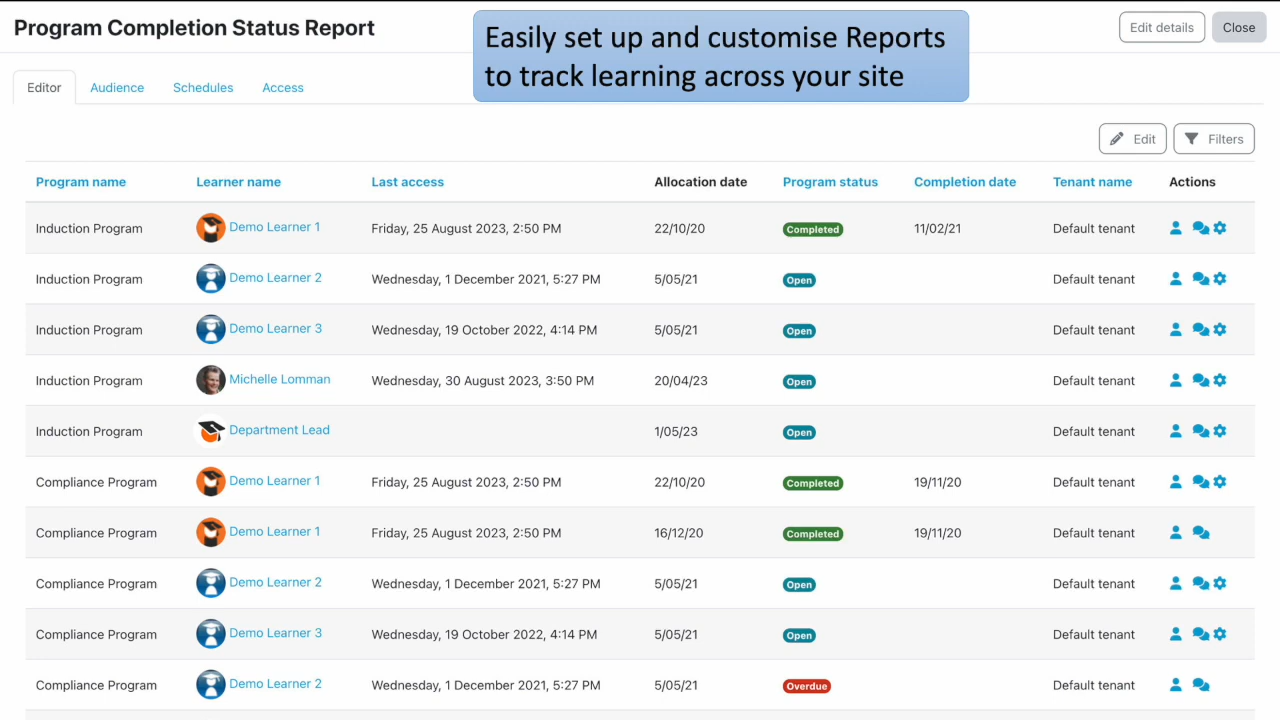 Program Completion Status Report
Easily set up and customise Reports
to track learning across your site
Edit details Close
Editor Audience Schedules Access
Edit Filters
Program name Learner name Last access Allocation date Program status Completion date Tenant name Actions
Induction Program Demo Learner 1 Friday, 25 August 2023, 2:50 PM 22/10/20 Completed 11/02/21 Default tenant
Induction Program Demo Learner 2 Wednesday, 1 December 2021, 5:27 PM 5/05/21 Open Default tenant
Induction Program Demo Learner 3 Wednesday, 19 October 2022, 4:14 PM 5/05/21 Open Default tenant
Induction Program Michelle Lomman Wednesday, 30 August 2023, 3:50 PM 20/04/23 Open Default tenant
Induction Program Department Lead 1/05/23 Open Default tenant
Compliance Program Demo Learner 1 Friday, 25 August 2023, 2:50 PM 22/10/20 Completed 19/11/20 Default tenant
Compliance Program Demo Learner 1 Friday, 25 August 2023, 2:50 PM 16/12/20 Completed 19/11/20 Default tenant
Compliance Program Demo Learner 2 Wednesday, 1 December 2021, 5:27 PM 5/05/21 Open Default tenant
Compliance Program Demo Learner 3 Wednesday, 19 October 2022, 4:14 PM 5/05/21 Open Default tenant
Compliance Program Demo Learner 2 Wednesday, 1 December 2021, 5:27 PM 5/05/21 Overdue Default tenant